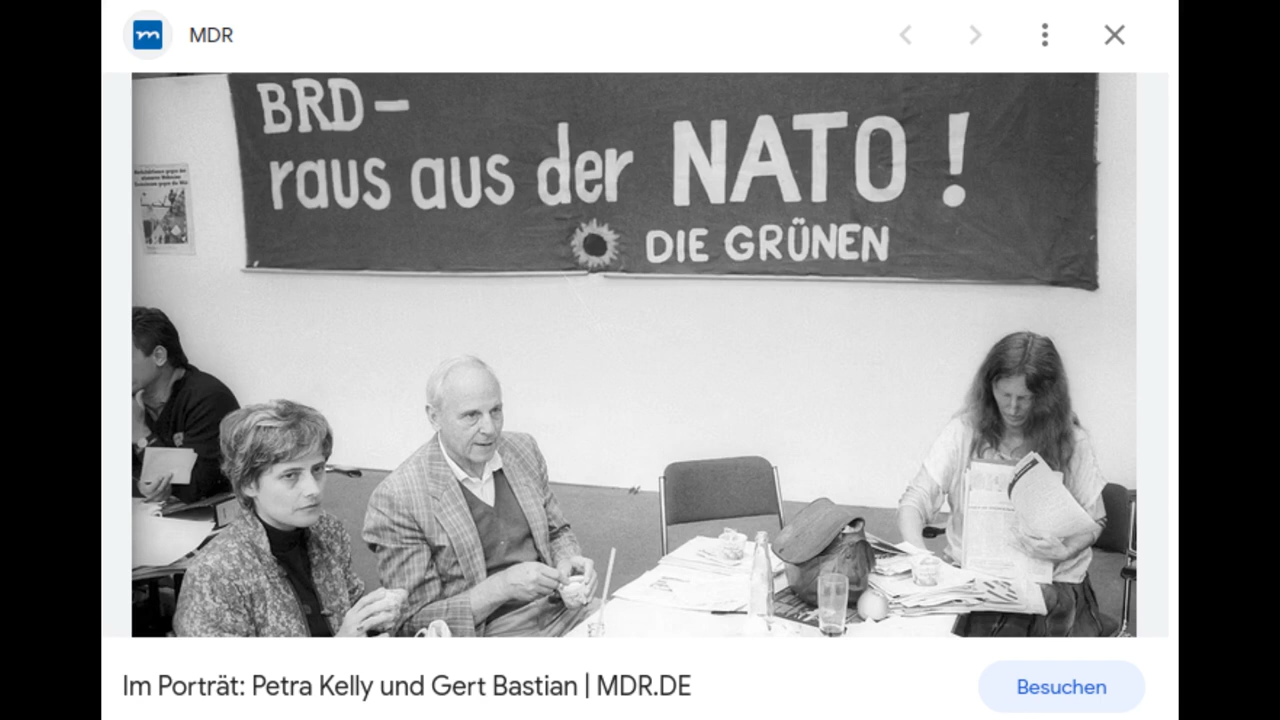 MDR
BRD-
raus aus der NATO !
DIE GRÜNEN
Im Porträt: Petra Kelly und Gert Bastian | MDR.DE
Besuchen